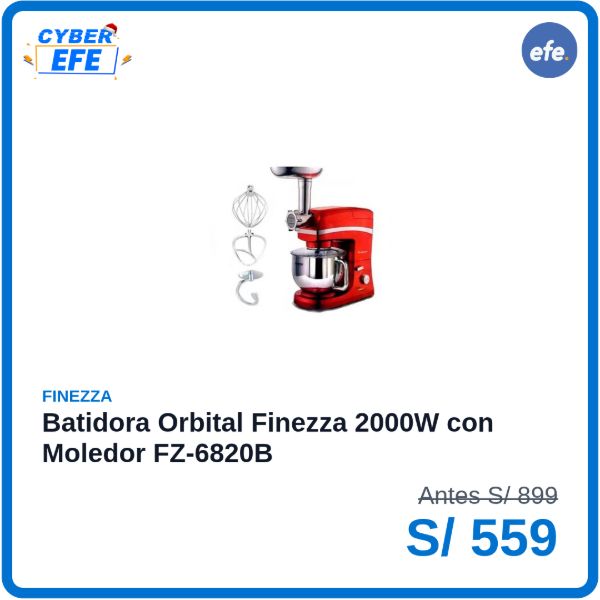 CYBER
EFE
efe.
FINEZZA
Batidora Orbital Finezza 2000W con
Moledor FZ-6820B
Antes S/ 899
S/ 559